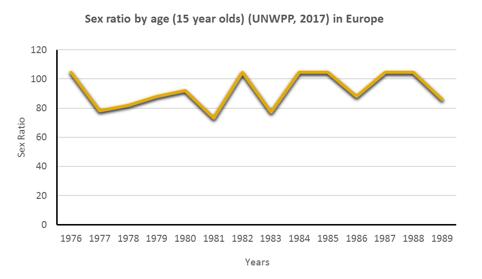 Sex ratio by age (15 year olds) (UNWPP, 2017) in Europe
120
100
80
60
40
20
0
Sex Ratio
1976 1977 1978 1979 1980 1981 1982 1983 1984 1985 1986 1987 1988 1989
Years